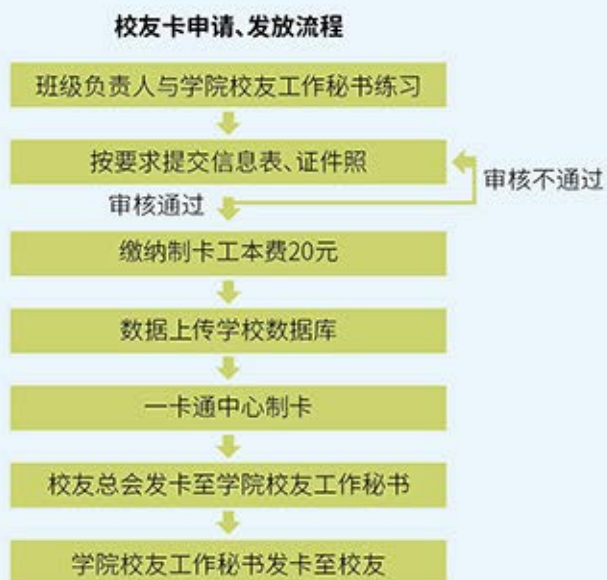 校友卡申请、发放流程
班级负责人与学院校友工作秘书练习
按要求提交信息表、证件照
审核不通过
审核通过
缴纳制卡工本费20元
数据上传学校数据库
一卡通中心制卡
校友总会发卡至学院校友工作秘书
学院校友工作秘书发卡至校友